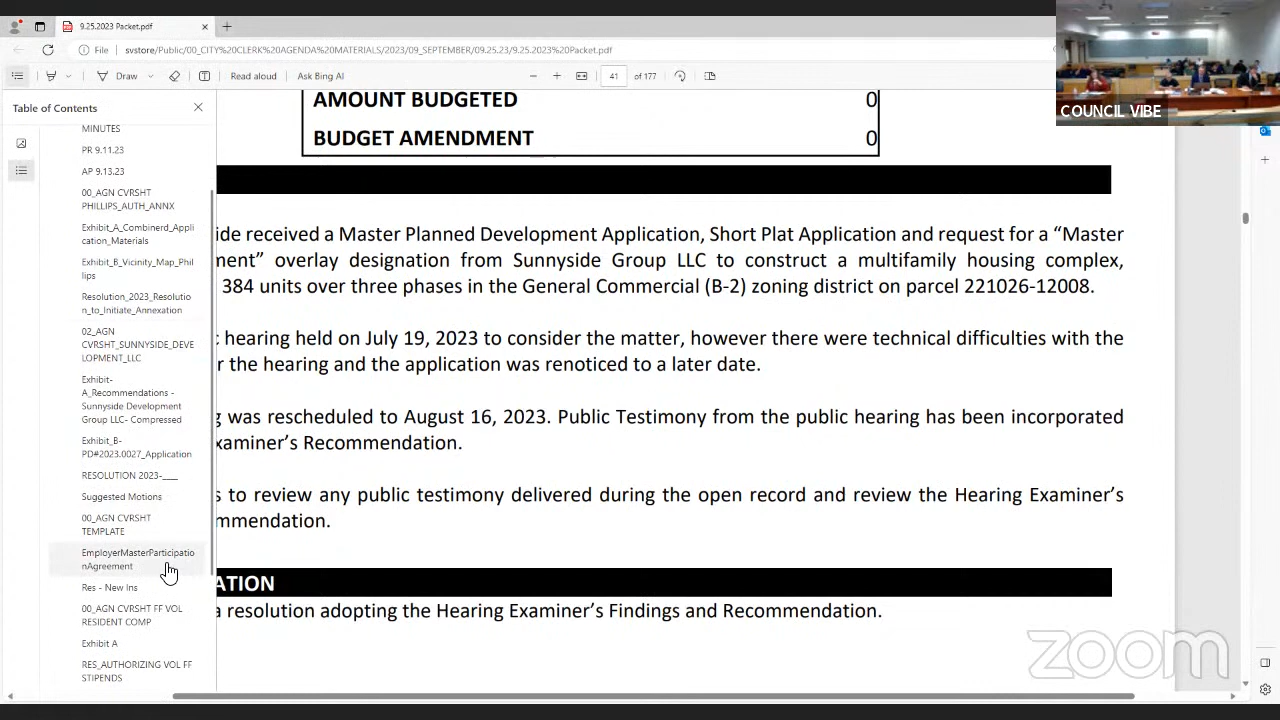 9.25.2023 Packet.pdf
File
svstore/Public/00_CITY%20CLERK%20AGENDA%20MATERIALS/2023/09_SEPTEMBER/09.25.23/9.25.2023%20Packet.pdf
Draw
Read aloud
Ask Bing AI
41 of 177
COUNCIL VIBE
Table of Contents
MINUTES
PR 9.11.23
AP 9.13.23
00_AGN CVRSHT
PHILLIPS_AUTH_ANNX
Exhibit_A_Combinerd_Appli
cation_Materials
Exhibit_B_Vicinity_Map_Phil
lips
Resolution_2023_Resolutio
n_to_Initiate_Annexation
02_AGN
CVRSHT_SUNNYSIDE_DEVE
LOPMENT_LLC
Exhibit-
A_Recommendations -
Sunnyside Development
Group LLC- Compressed
Exhibit_B-
PD#2023.0027_Application
RESOLUTION 2023-____
Suggested Motions
00_AGN CVRSHT
TEMPLATE
EmployerMasterParticipatio
nAgreement
Res - New Ins
00_AGN CVRSHT FF VOL
RESIDENT COMP
Exhibit A
RES_AUTHORIZING VOL FF
STIPENDS
AMOUNT BUDGETED 0
BUDGET AMENDMENT 0
ide received a Master Planned Development Application, Short Plat Application and request for a “Master
ment” overlay designation from Sunnyside Group LLC to construct a multifamily housing complex,
384 units over three phases in the General Commercial (B-2) zoning district on parcel 221026-12008.
hearing held on July 19, 2023 to consider the matter, however there were technical difficulties with the
r the hearing and the application was renoticed to a later date.
g was rescheduled to August 16, 2023. Public Testimony from the public hearing has been incorporated
xaminer’s Recommendation.
s to review any public testimony delivered during the open record and review the Hearing Examiner’s
mmendation.
ATION
a resolution adopting the Hearing Examiner’s Findings and Recommendation.
zoom